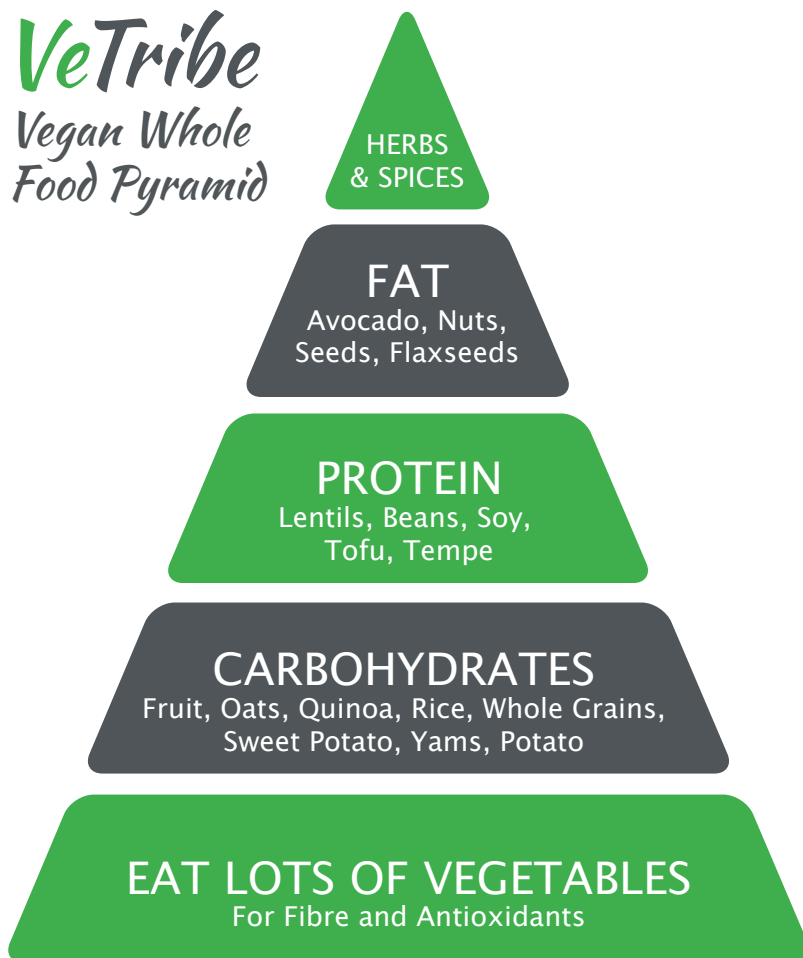 VeTribe
Vegan Whole
Food Pyramid
HERBS
& SPICES
FAT
Avocado, Nuts,
Seeds, Flaxseeds
PROTEIN
Lentils, Beans, Soy,
Tofu, Tempe
CARBOHYDRATES
Fruit, Oats, Quinoa, Rice, Whole Grains,
Sweet Potato, Yams, Potato
EAT LOTS OF VEGETABLES
For Fibre and Antioxidants